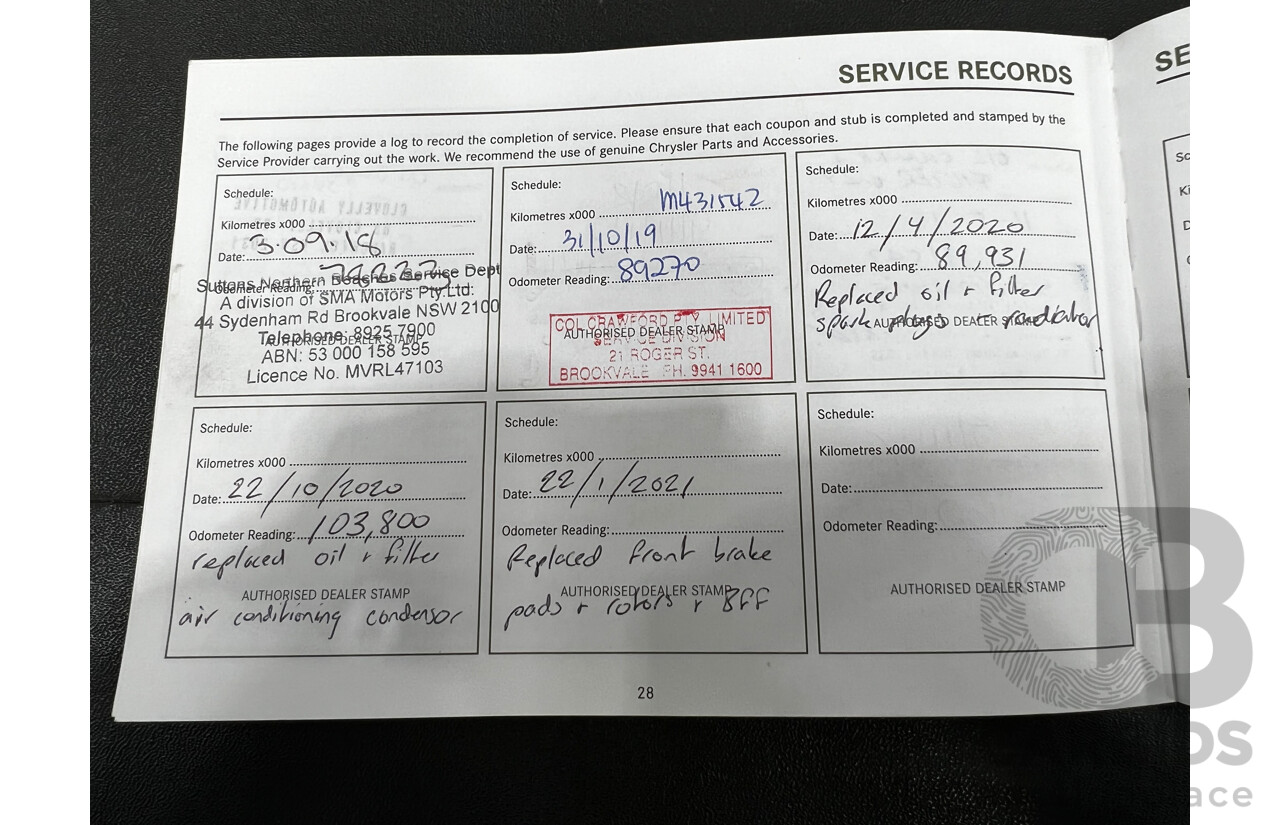 SERVICE RECORDS
The following pages provide a log to record the completion of service. Please ensure that each coupon and stub is completed and stamped by the
Service Provider carrying out the work. We recommend the use of genuine Chrysler Parts and Accessories.
Schedule:
Kilometres x000
Date: 3.09.18
Odometer Reading:
Suttons Northern Beaches Service Dept
A division of SMA Motors Pty.Ltd:
44 Sydenham Rd Brookvale NSW 2100
Telephone: 8925 7900
AUTHORISED DEALER STAMP
ABN: 53 000 158 595
Licence No. MVRL47103
Schedule:
Kilometres x000 M431542
Date: 31/10/19
Odometer Reading: 89270
COL CRAWFORD PTY LIMITED
AUTHORISED DEALER STAMP
SERVICE DIVISION
21 ROGER ST.
BROOKVALE PH. 9941 1600
Schedule:
Kilometres x000
Date: 12/4/2020
Odometer Reading: 89,931
Replaced oil + filter
spark plugs + radiator
AUTHORISED DEALER STAMP
Schedule:
Kilometres x000
Date: 22/10/2020
Odometer Reading: 103,800
replaced oil + filter
AUTHORISED DEALER STAMP
air conditioning condensor
Schedule:
Kilometres x000
Date: 22/1/2021
Odometer Reading:
Replaced front brake
AUTHORISED DEALER STAMP
pads + rotors + BFF
Schedule:
Kilometres x000
Date:
Odometer Reading:
AUTHORISED DEALER STAMP
28
SE
Sc
Ki
D